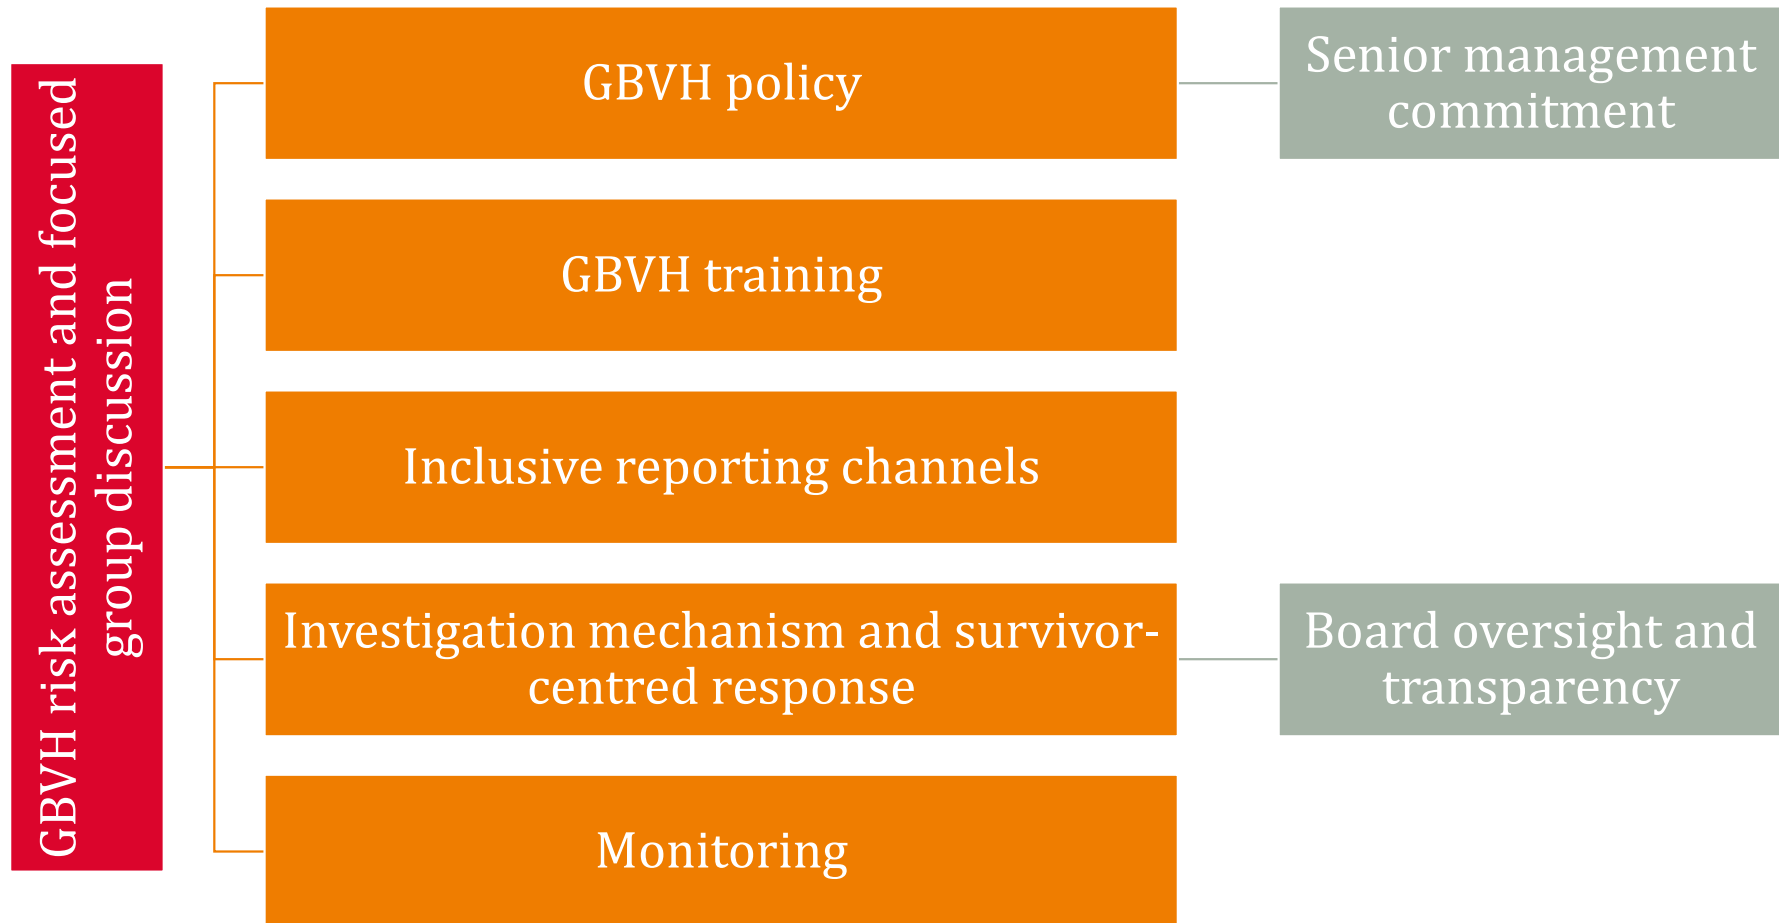 GBVH risk assessment and focused
group discussion
GBVH policy
Senior management
commitment
GBVH training
Inclusive reporting channels
Investigation mechanism and survivor-
centred response
Board oversight and
transparency
Monitoring